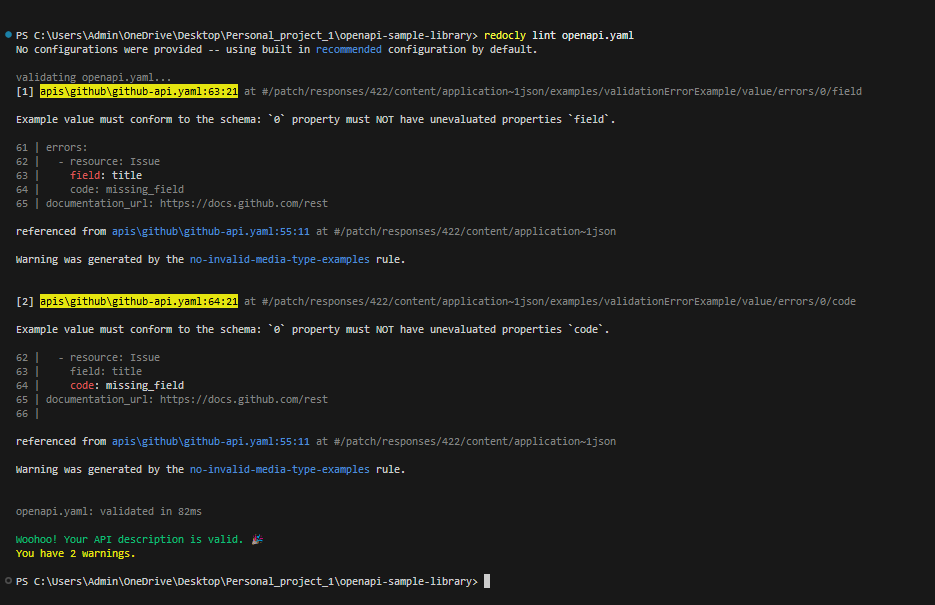 PS C:\Users\Admin\OneDrive\Desktop\Personal_project_1\openapi-sample-library> redocly lint openapi.yaml
No configurations were provided -- using built in recommended configuration by default.
validating openapi.yaml...
[1] apis\github\github-api.yaml:63:21 at #/patch/responses/422/content/application~1json/examples/validationErrorExample/value/errors/0/field
Example value must conform to the schema: `0` property must NOT have unevaluated properties `field`.
61 | errors:
62 |   - resource: Issue
63 |     field: title
64 |     code: missing_field
65 | documentation_url: https://docs.github.com/rest
referenced from apis\github\github-api.yaml:55:11 at #/patch/responses/422/content/application~1json
Warning was generated by the no-invalid-media-type-examples rule.
[2] apis\github\github-api.yaml:64:21 at #/patch/responses/422/content/application~1json/examples/validationErrorExample/value/errors/0/code
Example value must conform to the schema: `0` property must NOT have unevaluated properties `code`.
62 |   - resource: Issue
63 |     field: title
64 |     code: missing_field
65 | documentation_url: https://docs.github.com/rest
66 |
referenced from apis\github\github-api.yaml:55:11 at #/patch/responses/422/content/application~1json
Warning was generated by the no-invalid-media-type-examples rule.
openapi.yaml: validated in 82ms
Woohoo! Your API description is valid. 🎉
You have 2 warnings.
PS C:\Users\Admin\OneDrive\Desktop\Personal_project_1\openapi-sample-library>